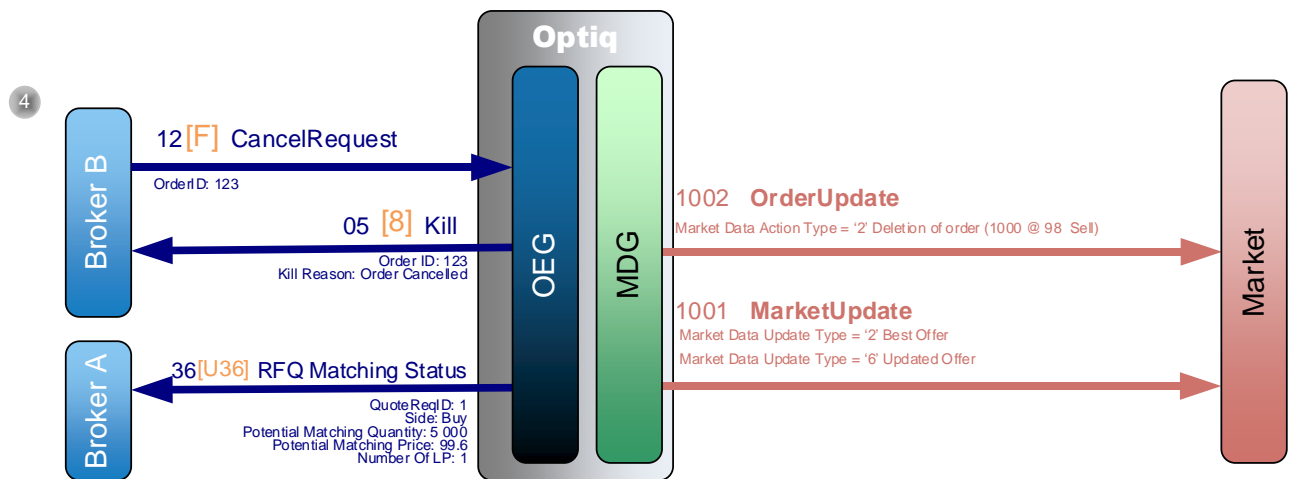 Optiq
4
Broker B
12 [F] CancelRequest
OrderID: 123
05 [8] Kill
Order ID: 123
Kill Reason: Order Cancelled
OEG
MDG
1002 OrderUpdate
Market Data Action Type = ‘2’ Deletion of order (1000 @ 98 Sell)
1001 MarketUpdate
Market Data Update Type = ‘2’ Best Offer
Market Data Update Type = ‘6’ Updated Offer
Market
Broker A
36 [U36] RFQ Matching Status
QuoteReqID: 1
Side: Buy
Potential Matching Quantity: 5 000
Potential Matching Price: 99.6
Number Of LP: 1